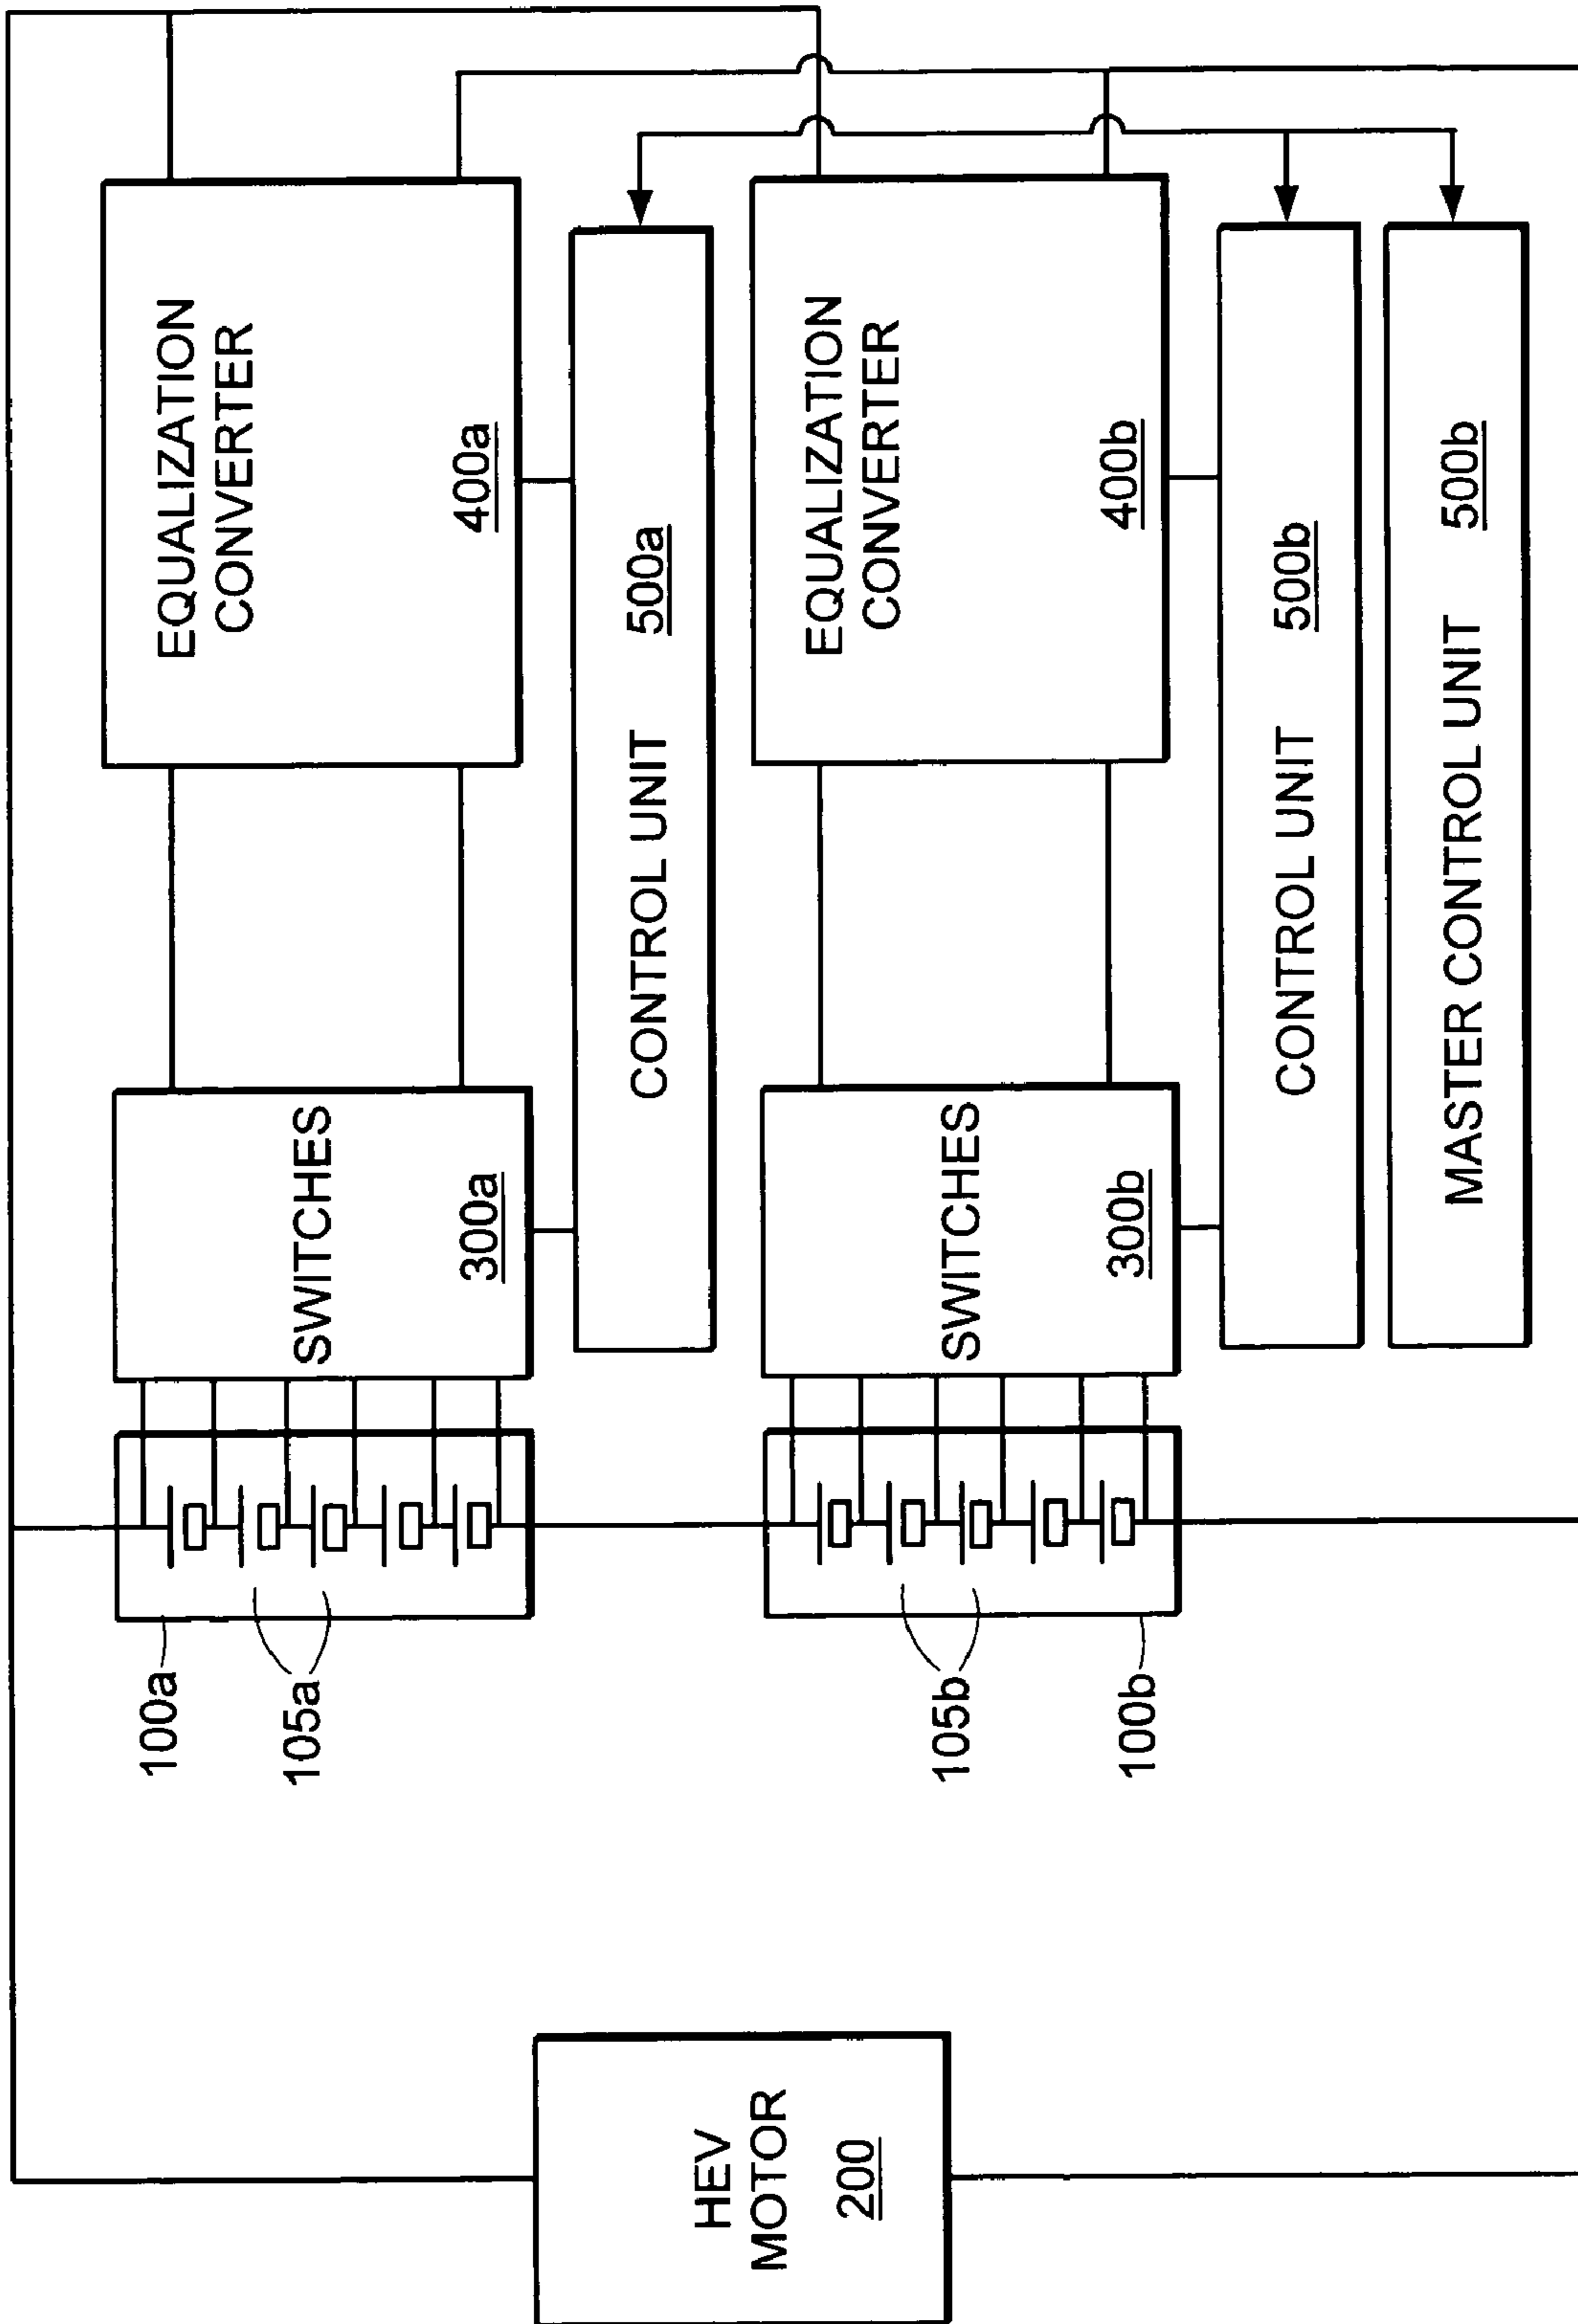 HEV
MOTOR
200
100a
105a
105b
100b
SWITCHES
300a
SWITCHES
300b
EQUALIZATION
CONVERTER
400a
CONTROL UNIT 500a
EQUALIZATION
CONVERTER
400b
CONTROL UNIT 500b
MASTER CONTROL UNIT 500b